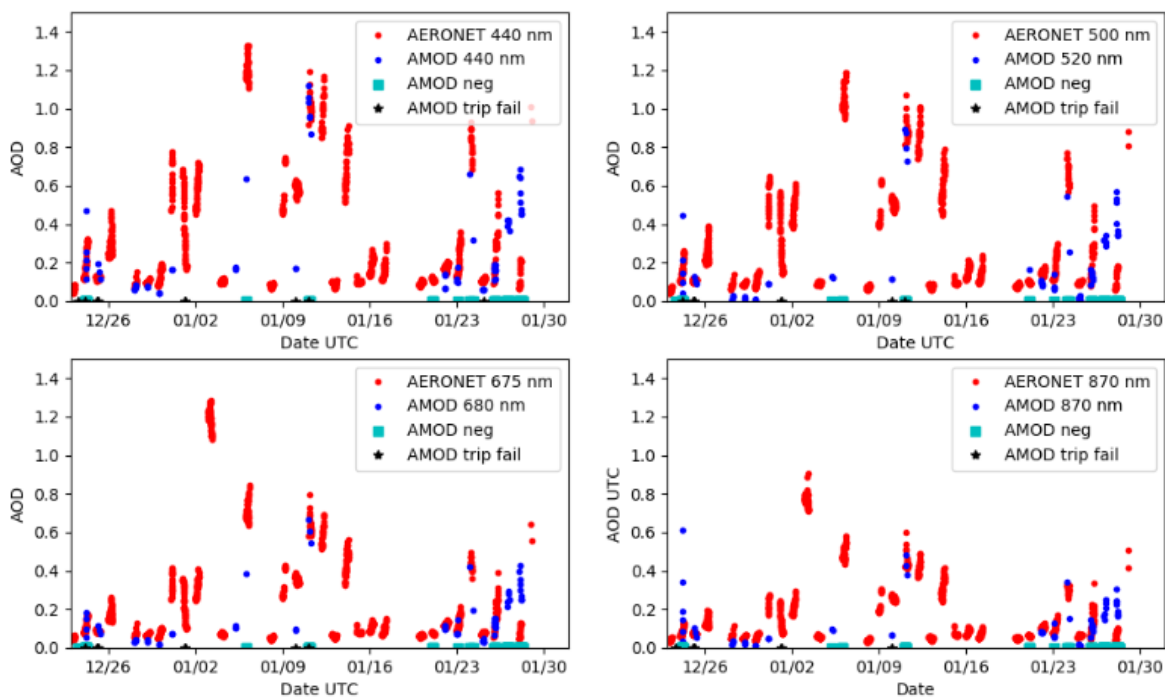 1.4
1.2
1.0
0.8
0.6
0.4
0.2
0.0
AOD
AERONET 440 nm
AMOD 440 nm
AMOD neg
AMOD trip fail
12/26 01/02 01/09 01/16 01/23 01/30
Date UTC
1.4
1.2
1.0
0.8
0.6
0.4
0.2
0.0
AOD
AERONET 500 nm
AMOD 520 nm
AMOD neg
AMOD trip fail
12/26 01/02 01/09 01/16 01/23 01/30
Date UTC
1.4
1.2
1.0
0.8
0.6
0.4
0.2
0.0
AOD
AERONET 675 nm
AMOD 680 nm
AMOD neg
AMOD trip fail
12/26 01/02 01/09 01/16 01/23 01/30
Date UTC
1.4
1.2
1.0
0.8
0.6
0.4
0.2
0.0
AOD UTC
AERONET 870 nm
AMOD 870 nm
AMOD neg
AMOD trip fail
12/26 01/02 01/09 01/16 01/23 01/30
Date